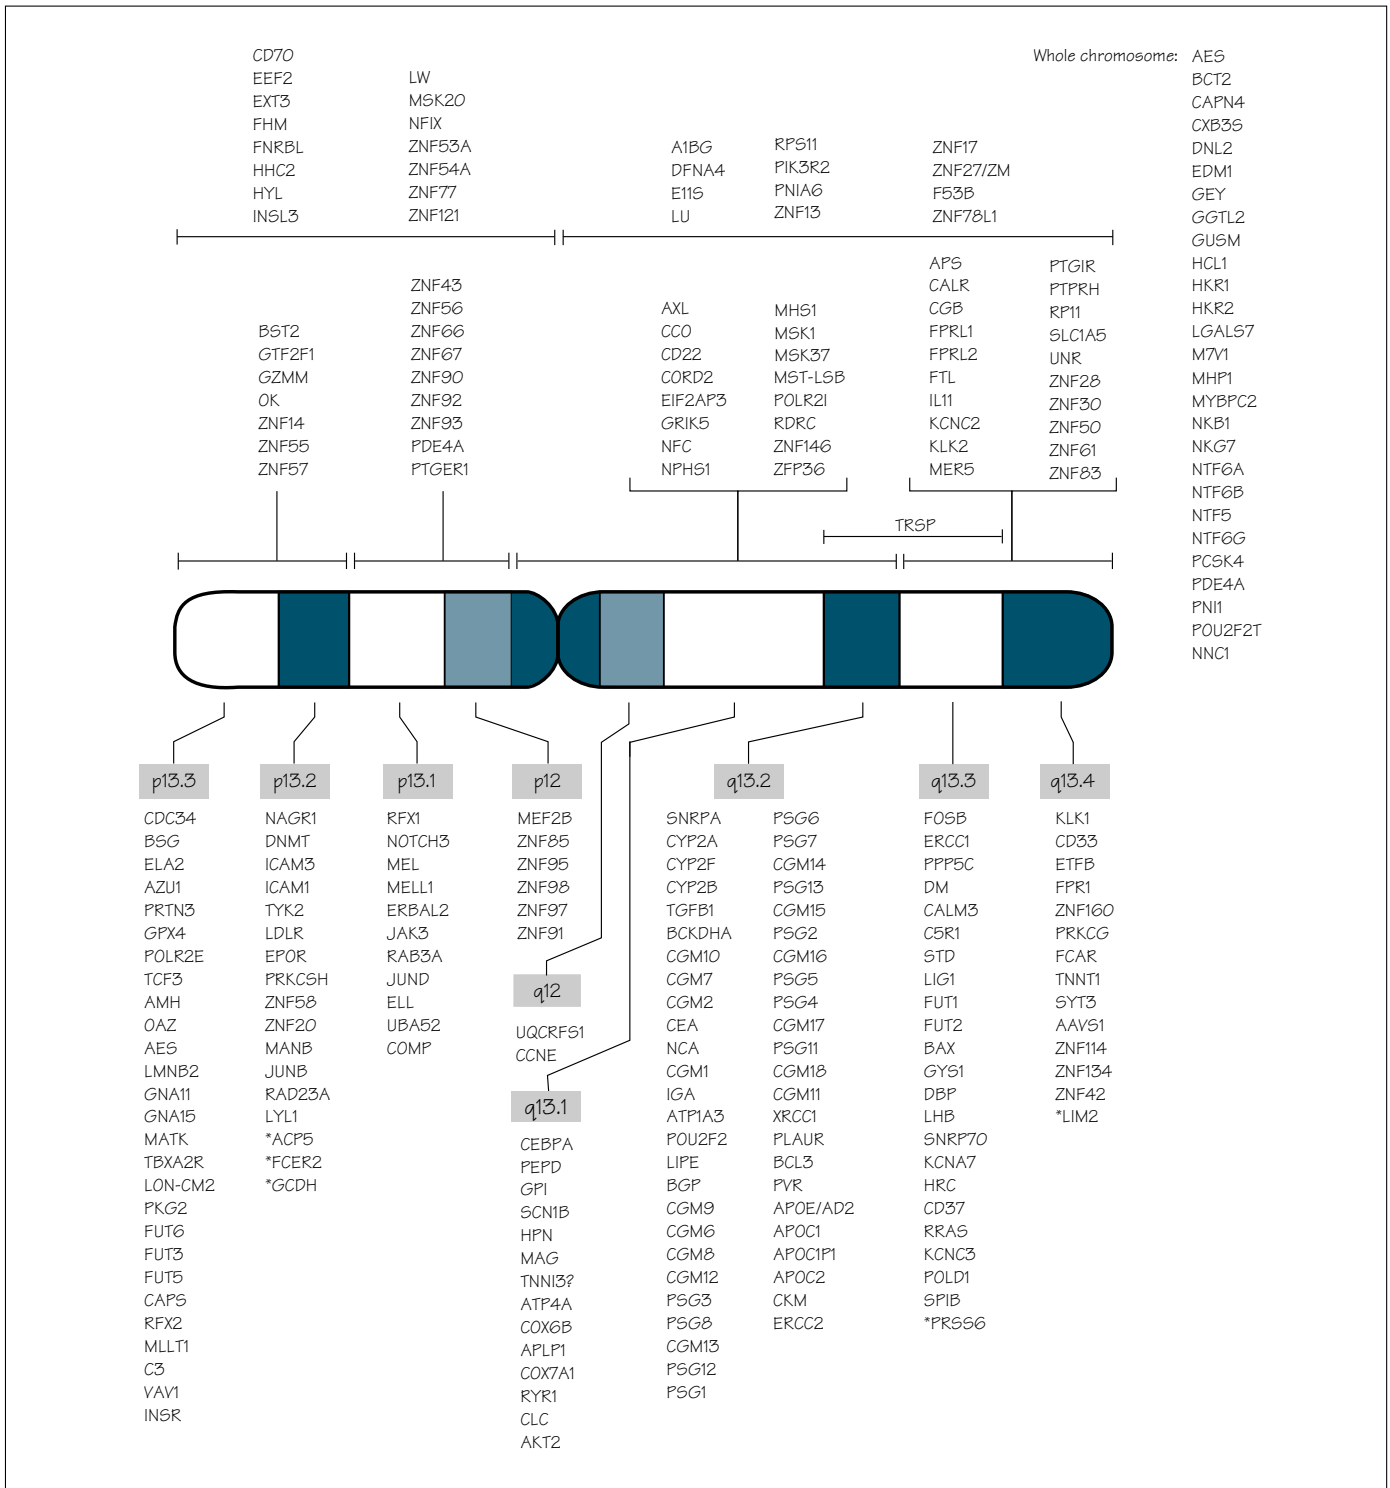 CD70
EEF2
EXT3
FHM
FNRBL
HHC2
HYL
INSL3
LW
MSK20
NFIX
ZNF53A
ZNF54A
ZNF77
ZNF121
A1BG
DFNA4
E11S
LU
RPS11
PIK3R2
PNIA6
ZNF13
ZNF17
ZNF27/ZM
F53B
ZNF78L1
Whole chromosome:
AES
BCT2
CAPN4
CXB3S
DNL2
EDM1
GEY
GGTL2
GUSM
HCL1
HKR1
HKR2
LGALS7
M7V1
MHP1
MYBPC2
NKB1
NKG7
NTF6A
NTF6B
NTF5
NTF6G
PCSK4
PDE4A
PNI1
POU2F2T
NNC1
BST2
GTF2F1
GZMM
OK
ZNF14
ZNF55
ZNF57
ZNF43
ZNF56
ZNF66
ZNF67
ZNF90
ZNF92
ZNF93
PDE4A
PTGER1
AXL
CCO
CD22
CORD2
EIF2AP3
GRIK5
NFC
NPHS1
MHS1
MSK1
MSK37
MST-LSB
POLR2I
RDRC
ZNF146
ZFP36
APS
CALR
CGB
FPRL1
FPRL2
FTL
IL11
KCNC2
KLK2
MER5
PTGIR
PTPRH
RP11
SLC1A5
UNR
ZNF28
ZNF30
ZNF50
ZNF61
ZNF83
TRSP
p13.3
CDC34
BSG
ELA2
AZU1
PRTN3
GPX4
POLR2E
TCF3
AMH
OAZ
AES
LMNB2
GNA11
GNA15
MATK
TBXA2R
LON-CM2
PKG2
FUT6
FUT3
FUT5
CAPS
RFX2
MLLT1
C3
VAV1
INSR
p13.2
NAGR1
DNMT
ICAM3
ICAM1
TYK2
LDLR
EPOR
PRKCSH
ZNF58
ZNF20
MANB
JUNB
RAD23A
LYL1
*ACP5
*FCER2
*GCDH
p13.1
RFX1
NOTCH3
MEL
MELL1
ERBAL2
JAK3
RAB3A
JUND
ELL
UBA52
COMP
p12
MEF2B
ZNF85
ZNF95
ZNF98
ZNF97
ZNF91
q12
UQCRFS1
CCNE
q13.1
CEBPA
PEPD
GPI
SCN1B
HPN
MAG
TNNI3?
ATP4A
COX6B
APLP1
COX7A1
RYR1
CLC
AKT2
q13.2
SNRPA
CYP2A
CYP2F
CYP2B
TGFB1
BCKDHA
CGM10
CGM7
CGM2
CEA
NCA
CGM1
IGA
ATP1A3
POU2F2
LIPE
BGP
CGM9
CGM6
CGM8
CGM12
PSG3
PSG8
CGM13
PSG12
PSG1
PSG6
PSG7
CGM14
PSG13
CGM15
PSG2
CGM16
PSG5
PSG4
CGM17
PSG11
CGM18
CGM11
XRCC1
PLAUR
BCL3
PVR
APOE/AD2
APOC1
APOC1P1
APOC2
CKM
ERCC2
q13.3
FOSB
ERCC1
PPP5C
DM
CALM3
C5R1
STD
LIG1
FUT1
FUT2
BAX
GYS1
DBP
LHB
SNRP70
KCNA7
HRC
CD37
RRAS
KCNC3
POLD1
SPIB
*PRSS6
q13.4
KLK1
CD33
ETFB
FPR1
ZNF160
PRKCG
FCAR
TNNT1
SYT3
AAVS1
ZNF114
ZNF134
ZNF42
*LIM2